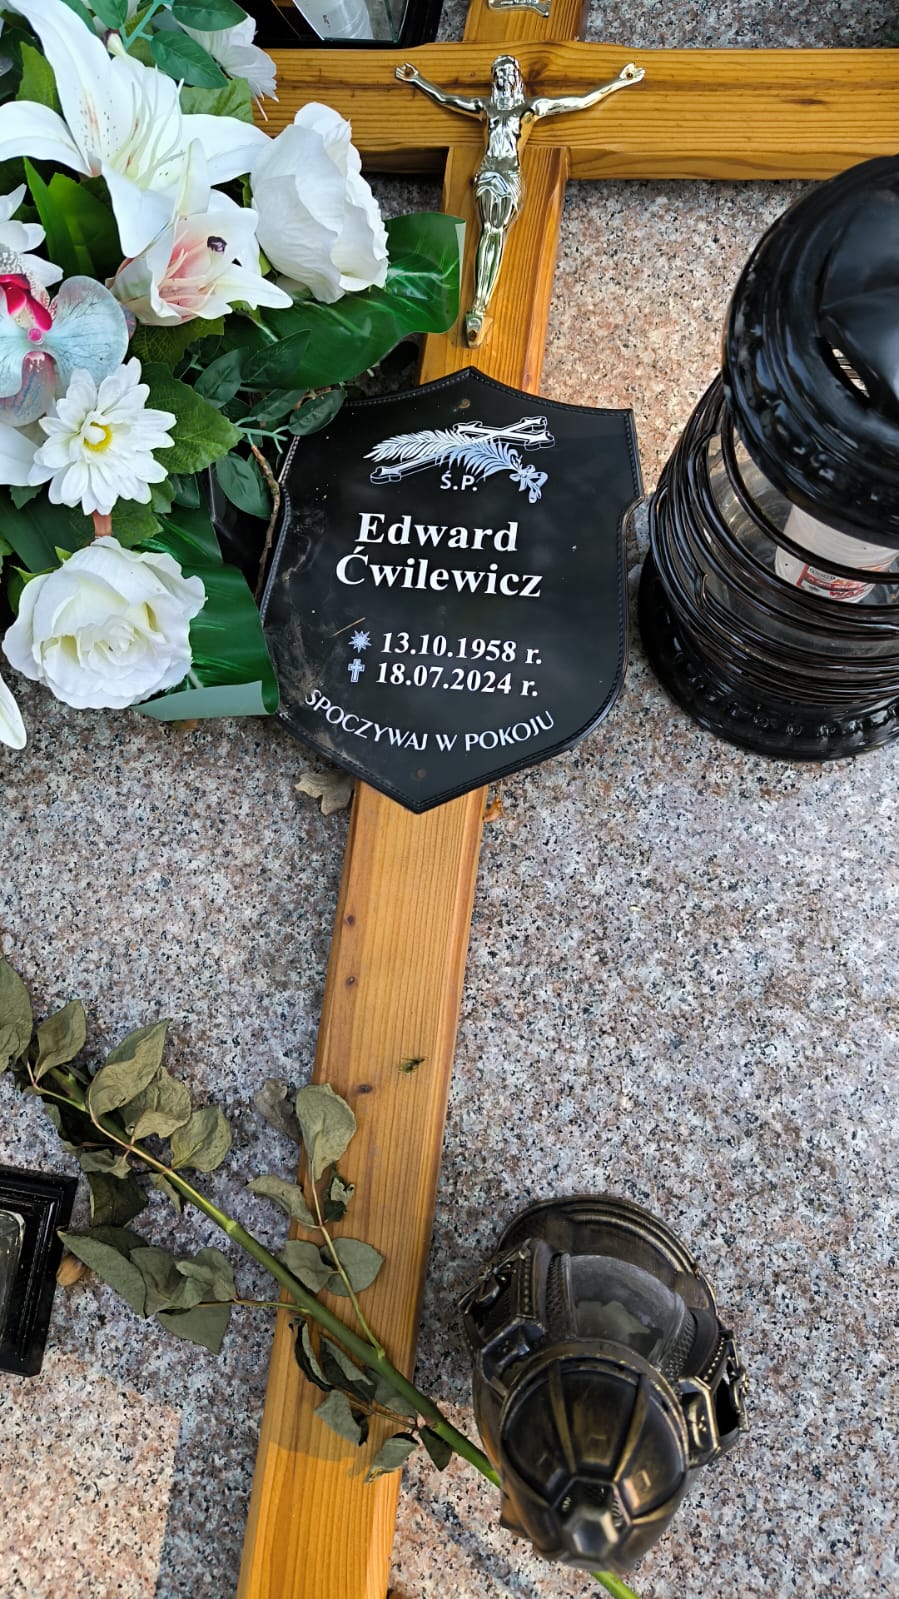 Ś.P.
Edward
Ćwilewicz
13.10.1958 r.
18.07.2024 r.
SPOCZYWAJ W POKOJU